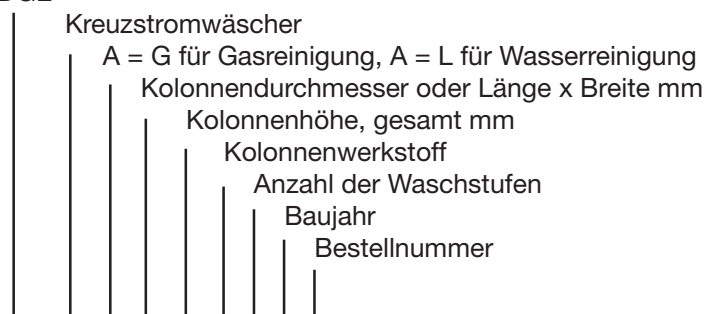 Kreuzstromwäscher
A = G für Gasreinigung, A = L für Wasserreinigung
Kolonnendurchmesser oder Länge x Breite mm
Kolonnenhöhe, gesamt mm
Kolonnenwerkstoff
Anzahl der Waschstufen
Baujahr
Bestellnummer